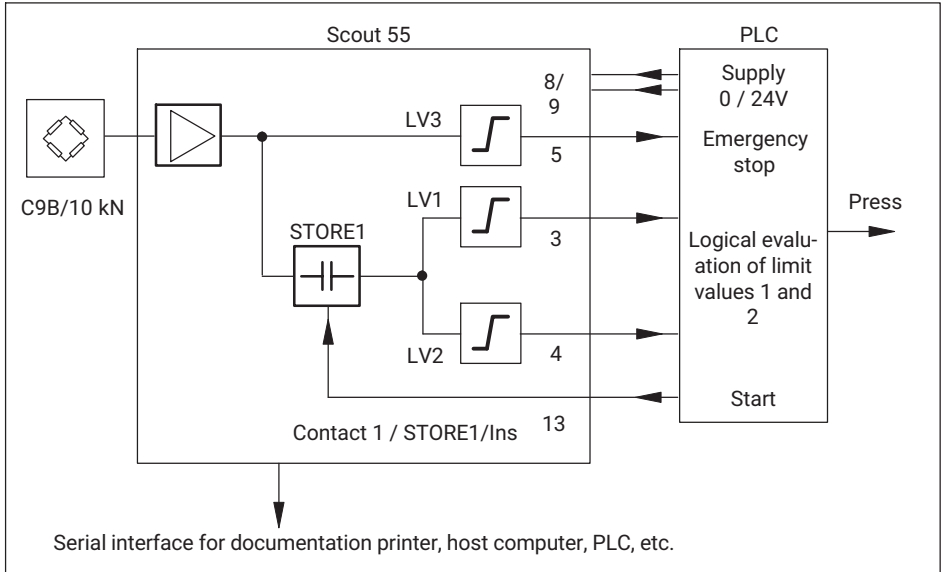 Scout 55
PLC
8/
9
Supply
0 / 24V
LV3
5
Emergency
stop
C9B/10 kN
LV1
3
Press
STORE1
Logical evalu-
ation of limit
values 1 and
2
LV2
4
Start
13
Contact 1 / STORE1/Ins
Serial interface for documentation printer, host computer, PLC, etc.